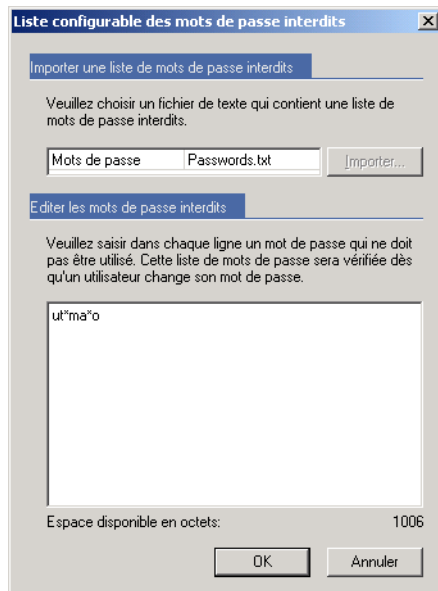 Liste configurable des mots de passe interdits
Importer une liste de mots de passe interdits
Veuillez choisir un fichier de texte qui contient une liste de
mots de passe interdits.
Mots de passe Passwords.txt Importer...
Editer les mots de passe interdits
Veuillez saisir dans chaque ligne un mot de passe qui ne doit
pas être utilisé. Cette liste de mots de passe sera vérifiée dès
qu'un utilisateur change son mot de passe.
ut*ma*o
Espace disponible en octets: 1006
OK Annuler